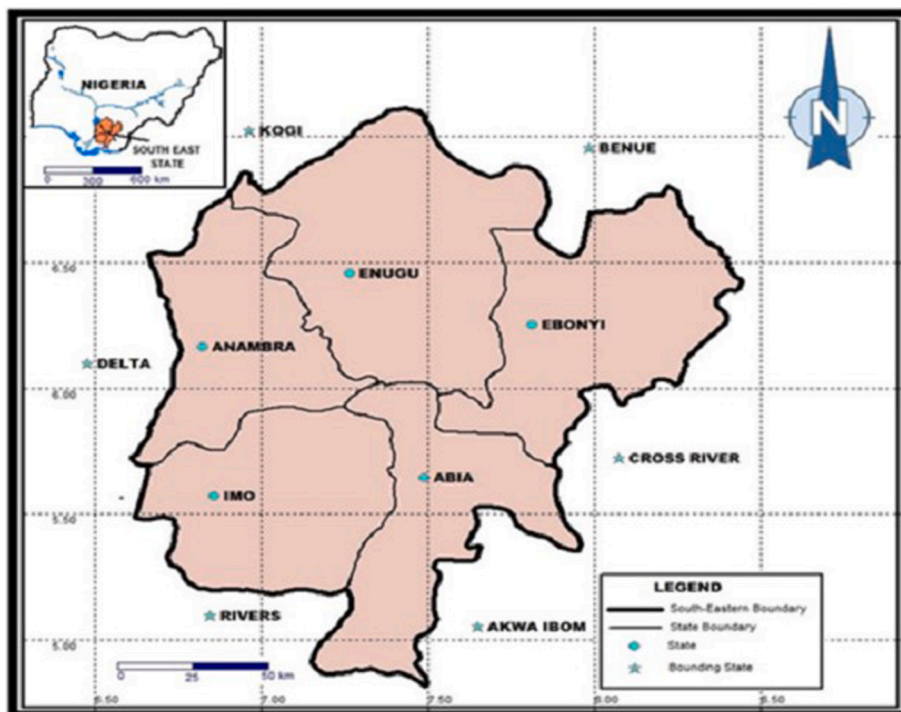 NIGERIA
SOUTH EAST
STATE
0 300 600 km
KOGI
BENUE
ENUGU
EBONYI
ANAMBRA
DELTA
CROSS RIVER
ABIA
IMO
RIVERS
AKWA IBOM
N
6.50
6.00
5.50
5.00
0 25 50 km
6.50 7.00 7.50 8.00 8.50
LEGEND
South-Eastern Boundary
State Boundary
State
Bounding State